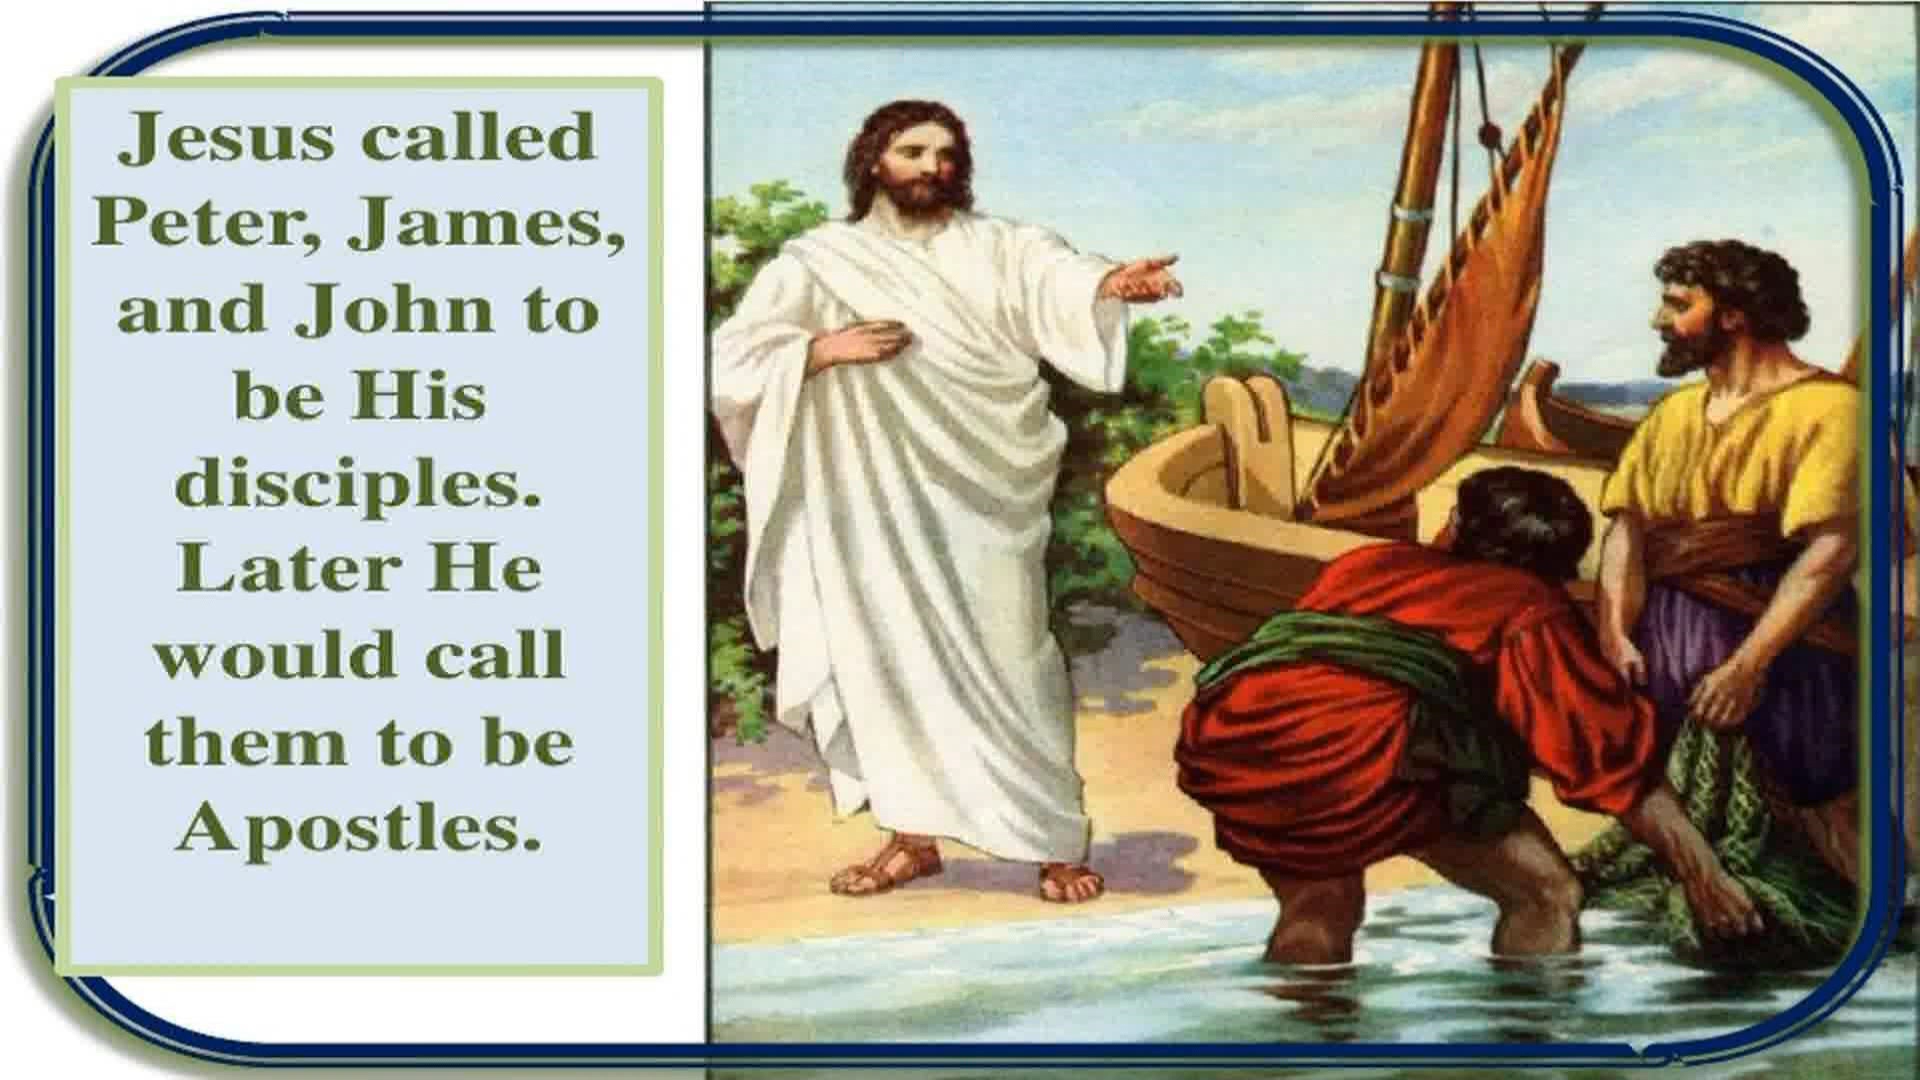 Jesus called
Peter, James,
and John to
be His
disciples.
Later He
would call
them to be
Apostles.